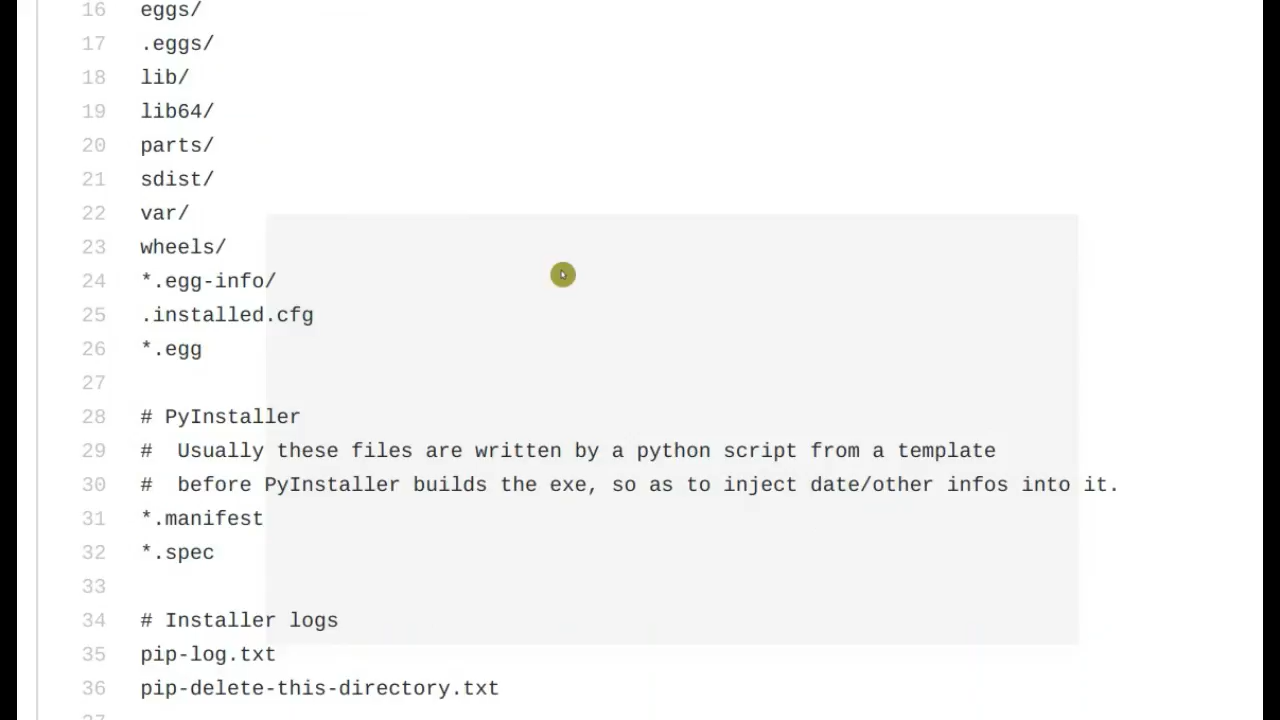 16 eggs/
17 .eggs/
18 lib/
19 lib64/
20 parts/
21 sdist/
22 var/
23 wheels/
24 *.egg-info/
25 .installed.cfg
26 *.egg
27
28 # PyInstaller
29 #  Usually these files are written by a python script from a template
30 #  before PyInstaller builds the exe, so as to inject date/other infos into it.
31 *.manifest
32 *.spec
33
34 # Installer logs
35 pip-log.txt
36 pip-delete-this-directory.txt
37